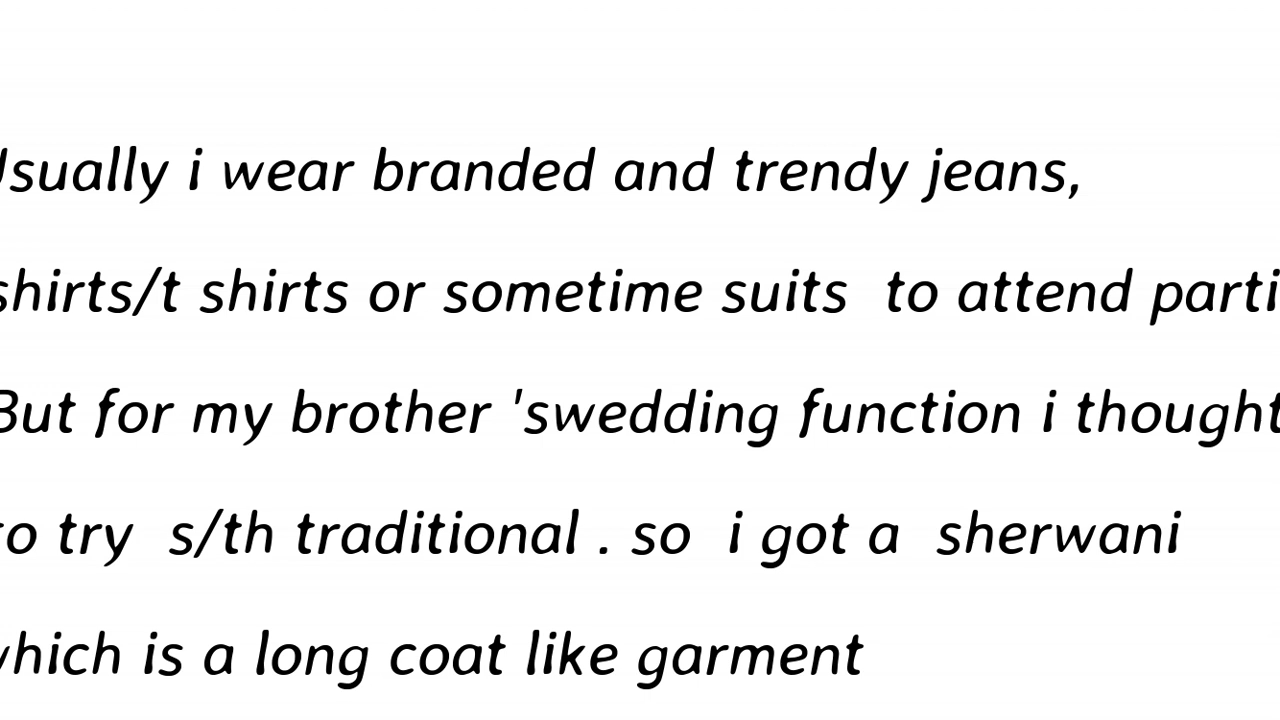 Usually i wear branded and trendy jeans,
shirts/t shirts or sometime suits  to attend parti
But for my brother 'swedding function i thought
to try  s/th traditional . so  i got a  sherwani
which is a long coat like garment